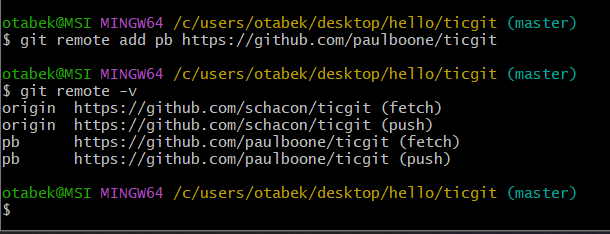 otabek@MSI MINGW64 /c/users/otabek/desktop/hello/ticgit (master)
$ git remote add pb https://github.com/paulboone/ticgit
otabek@MSI MINGW64 /c/users/otabek/desktop/hello/ticgit (master)
$ git remote -v
origin  https://github.com/schacon/ticgit (fetch)
origin  https://github.com/schacon/ticgit (push)
pb      https://github.com/paulboone/ticgit (fetch)
pb      https://github.com/paulboone/ticgit (push)
otabek@MSI MINGW64 /c/users/otabek/desktop/hello/ticgit (master)
$